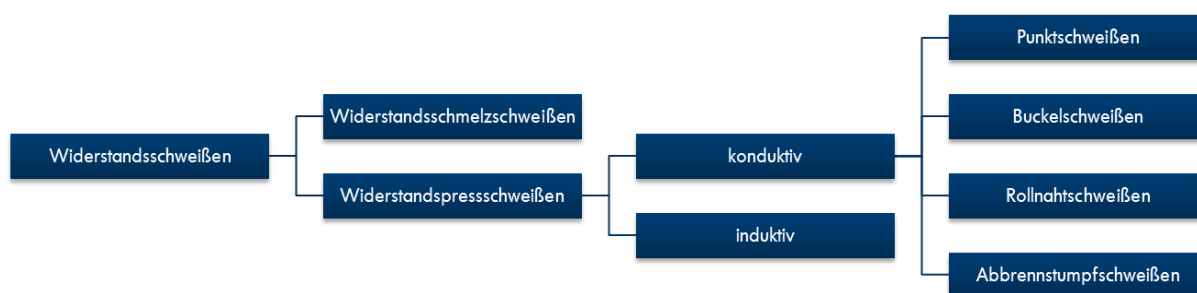 Widerstandsschweißen
Widerstandsschmelzschweißen
Widerstandspressschweißen
konduktiv
induktiv
Punktschweißen
Buckelschweißen
Rollnahtschweißen
Abbrennstumpfschweißen